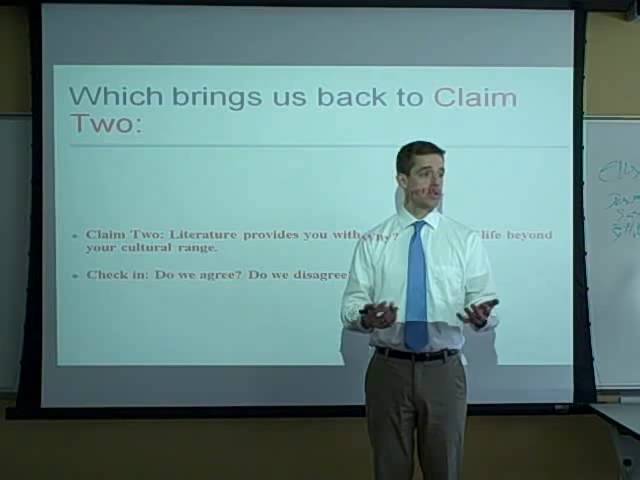 Which brings us back to Claim
Two:
Claim Two: Literature provides you with life beyond
your cultural range.
Check in: Do we agree? Do we disagree